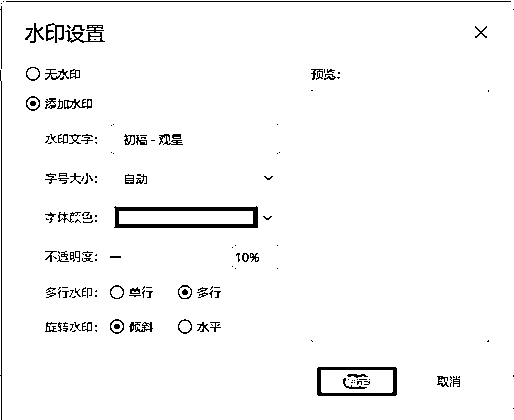 水印设置
无水印
预览:
添加水印
水印文字: 初稿 - 观星
字号大小: 自动
字体颜色:
不透明度: 10%
多行水印: 单行 多行
旋转水印: 倾斜 水平
确定 取消